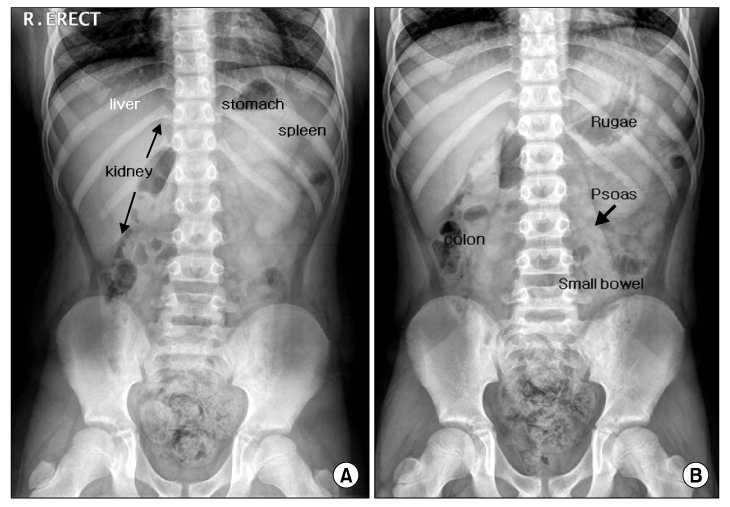 R.ERECT
liver
stomach
spleen
kidney
A
Rugae
Psoas
colon
Small bowel
B